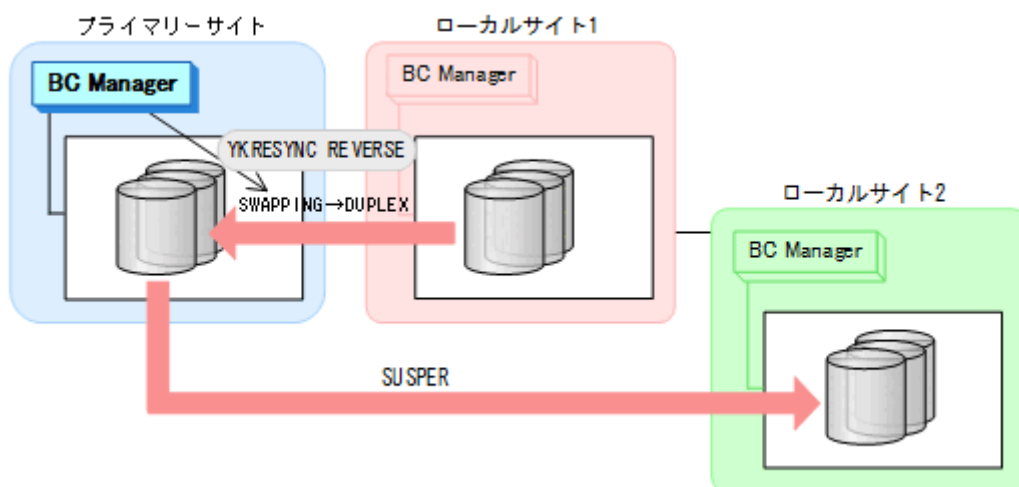 プライマリーサイト
ローカルサイト1
BC Manager
BC Manager
YKRESYNC REVERSE
SWAPPING→DUPLEX
ローカルサイト2
BC Manager
SUSPER